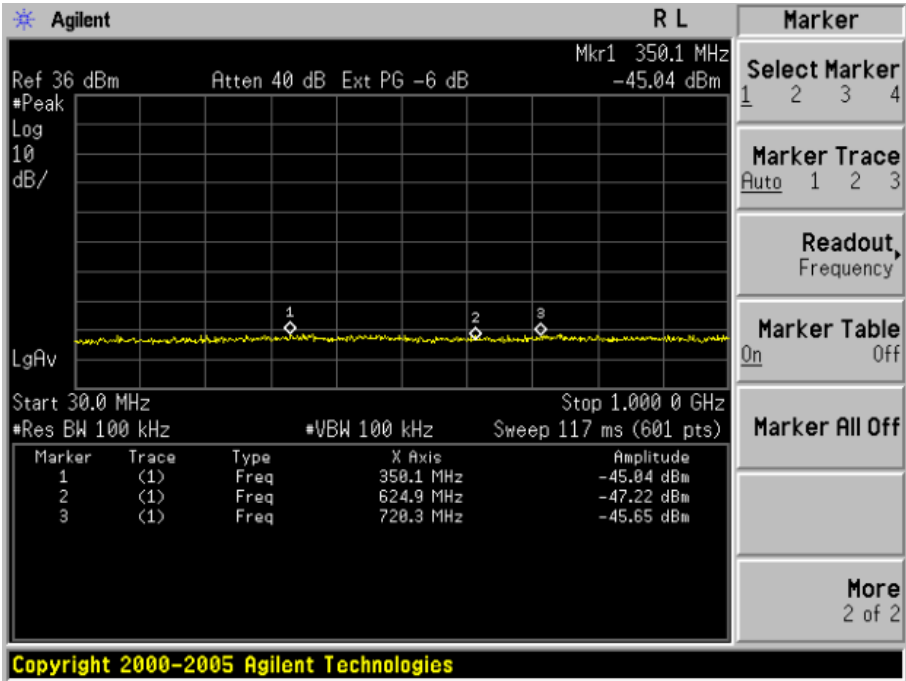 Agilent R L Marker
Mkr1 350.1 MHz
Ref 36 dBm Atten 40 dB Ext PG -6 dB -45.04 dBm
#Peak
Log
10
dB/
1
2
3
LgAv
Start 30.0 MHz Stop 1.000 0 GHz
#Res BW 100 kHz #VBW 100 kHz Sweep 117 ms (601 pts)
Marker Trace Type X Axis Amplitude
1 (1) Freq 350.1 MHz -45.04 dBm
2 (1) Freq 624.9 MHz -47.22 dBm
3 (1) Freq 720.3 MHz -45.65 dBm
Select Marker
1 2 3 4
Marker Trace
Auto 1 2 3
Readout
Frequency
Marker Table
On Off
Marker All Off
More
2 of 2
Copyright 2000-2005 Agilent Technologies